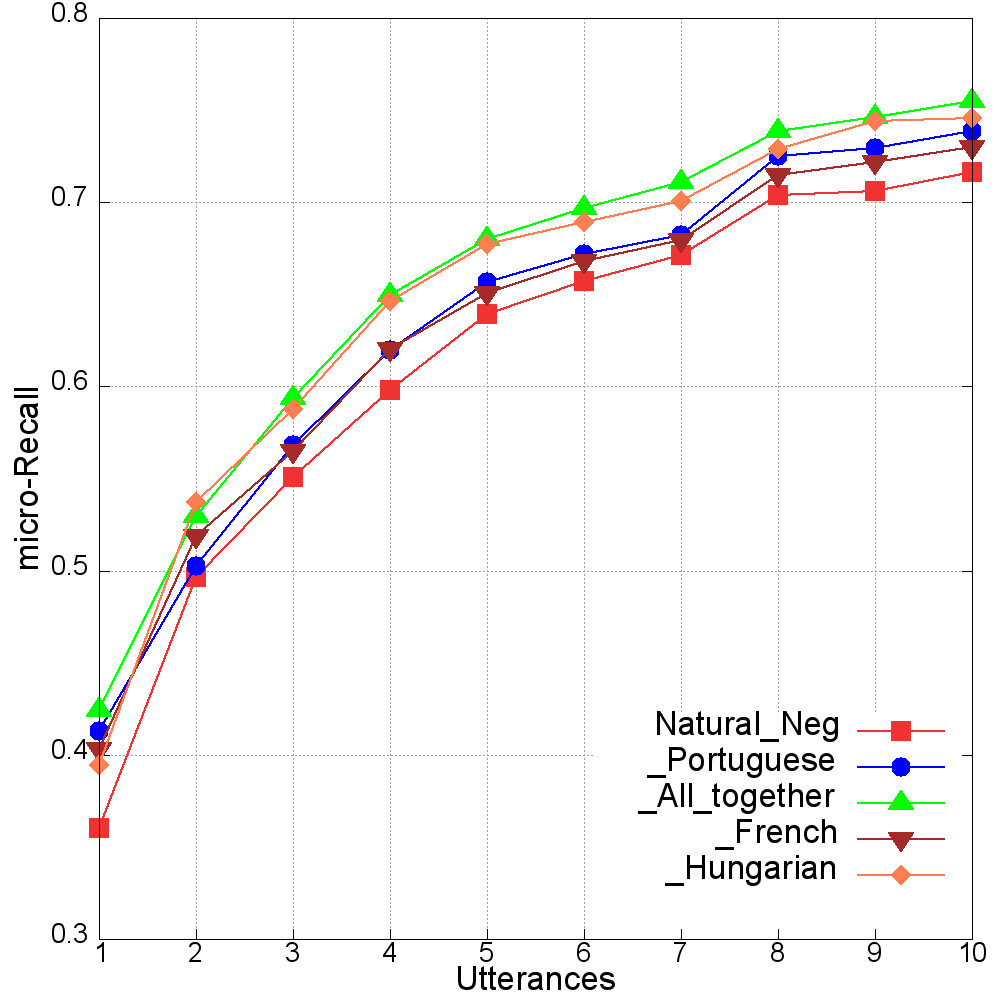 0.8
0.7
0.6
0.5
0.4
0.3
micro-Recall
Natural_Neg
_Portuguese
_All_together
_French
_Hungarian
1 2 3 4 5 6 7 8 9 10
Utterances